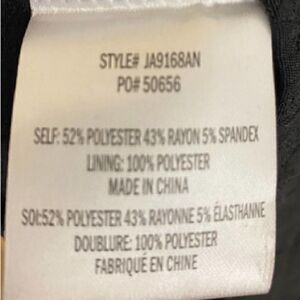 STYLE# JA9168AN
PO# 50656
SELF: 52% POLYESTER 43% RAYON 5% SPANDEX
LINING: 100% POLYESTER
MADE IN CHINA
SOI:52% POLYESTER 43% RAYONNE 5% ÉLASTHANNE
DOUBLURE: 100% POLYESTER
FABRIQUÉ EN CHINE